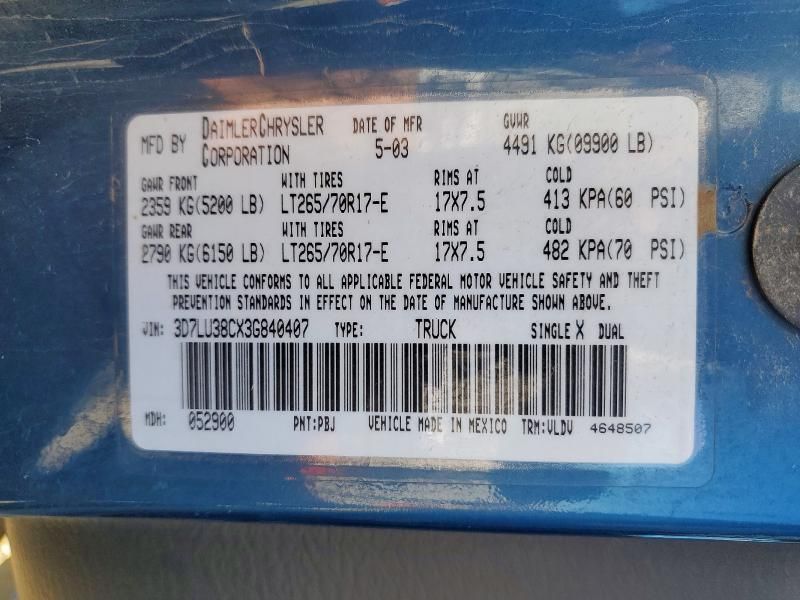 MFD BY DAIMLERCHRYSLER CORPORATION DATE OF MFR 5-03 GVWR 4491 KG(09900 LB)
GAWR FRONT WITH TIRES RIMS AT COLD
2359 KG(5200 LB) LT265/70R17-E 17X7.5 413 KPA(60 PSI)
GAWR REAR WITH TIRES RIMS AT COLD
2790 KG(6150 LB) LT265/70R17-E 17X7.5 482 KPA(70 PSI)
THIS VEHICLE CONFORMS TO ALL APPLICABLE FEDERAL MOTOR VEHICLE SAFETY AND THEFT
PREVENTION STANDARDS IN EFFECT ON THE DATE OF MANUFACTURE SHOWN ABOVE.
VIN: 3D7LU38CX3G840407 TYPE: TRUCK SINGLE X DUAL
MDH: 052900 PNT:PBJ VEHICLE MADE IN MEXICO TRM:VLDV 4648507